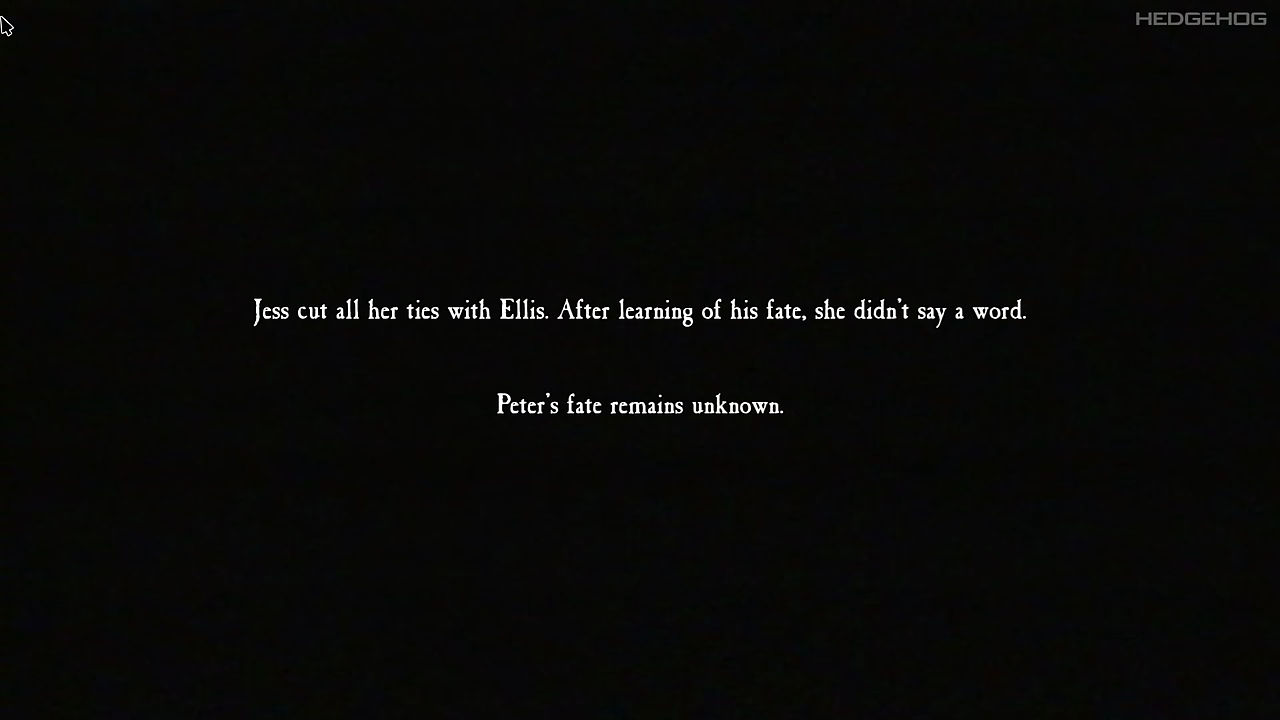 HEDGEHOG
Jess cut all her ties with Ellis. After learning of his fate, she didn't say a word.
Peter's fate remains unknown.